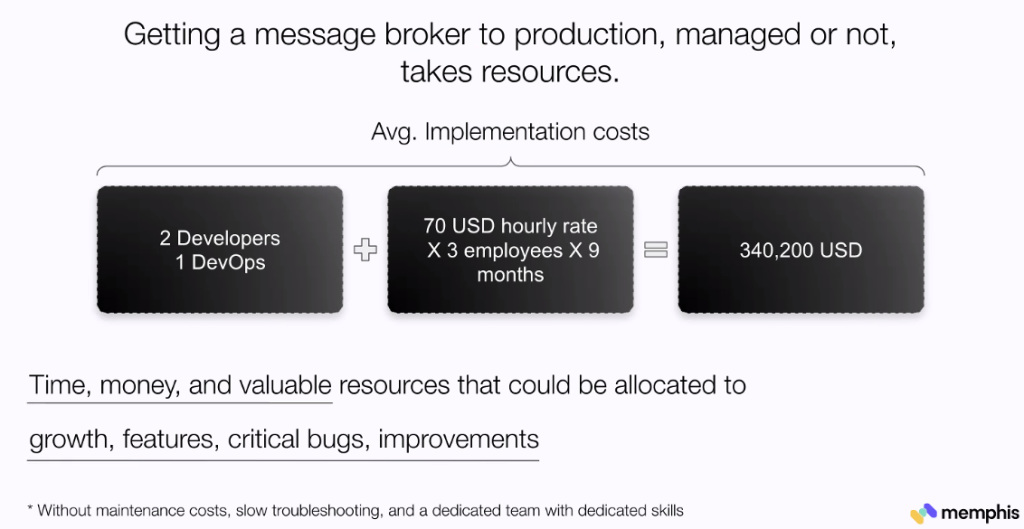 Getting a message broker to production, managed or not,
takes resources.
Avg. Implementation costs
2 Developers
1 DevOps
70 USD hourly rate
X 3 employees X 9
months
340,200 USD
Time, money, and valuable resources that could be allocated to
growth, features, critical bugs, improvements
* Without maintenance costs, slow troubleshooting, and a dedicated team with dedicated skills
memphis